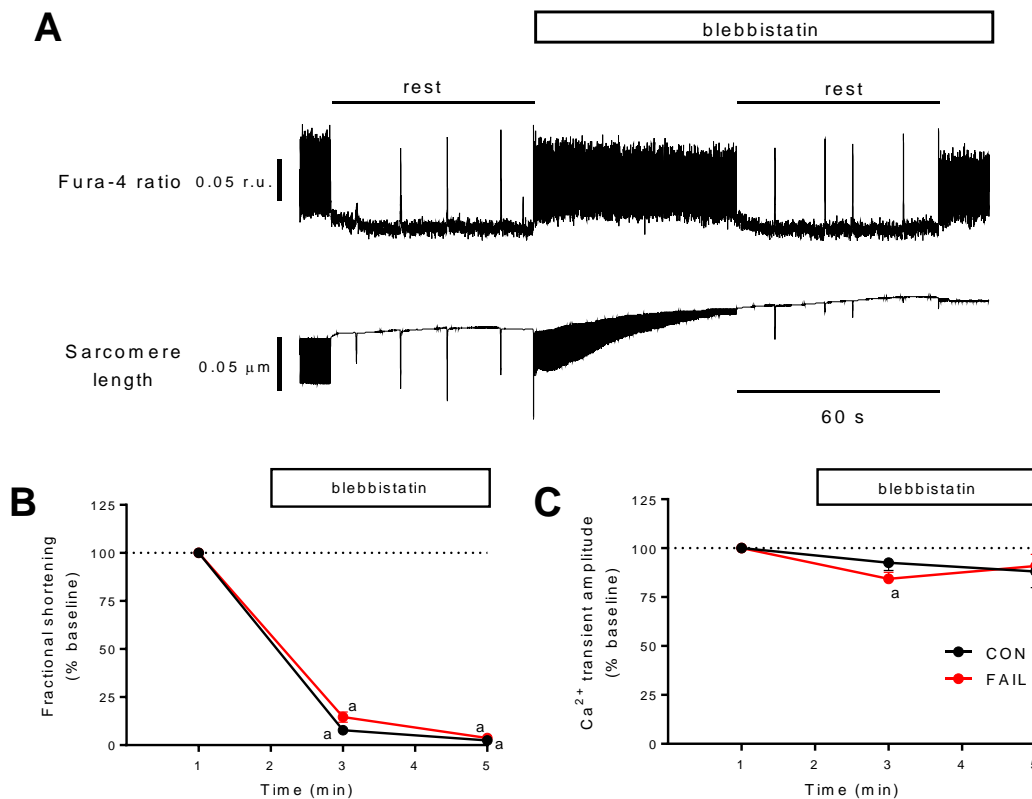 A
blebbistatin
rest
rest
Fura-4 ratio
0.05 r.u.
Sarcomere
length
0.05 µm
60 s
B
blebbistatin
Fractional shortening
(% baseline)
125
100
75
50
25
0
a
a
a
a
1
2
3
4
5
Time (min)
C
blebbistatin
Ca²⁺ transient amplitude
(% baseline)
125
100
75
50
25
0
a
CON
FAIL
1
2
3
4
5
Time (min)